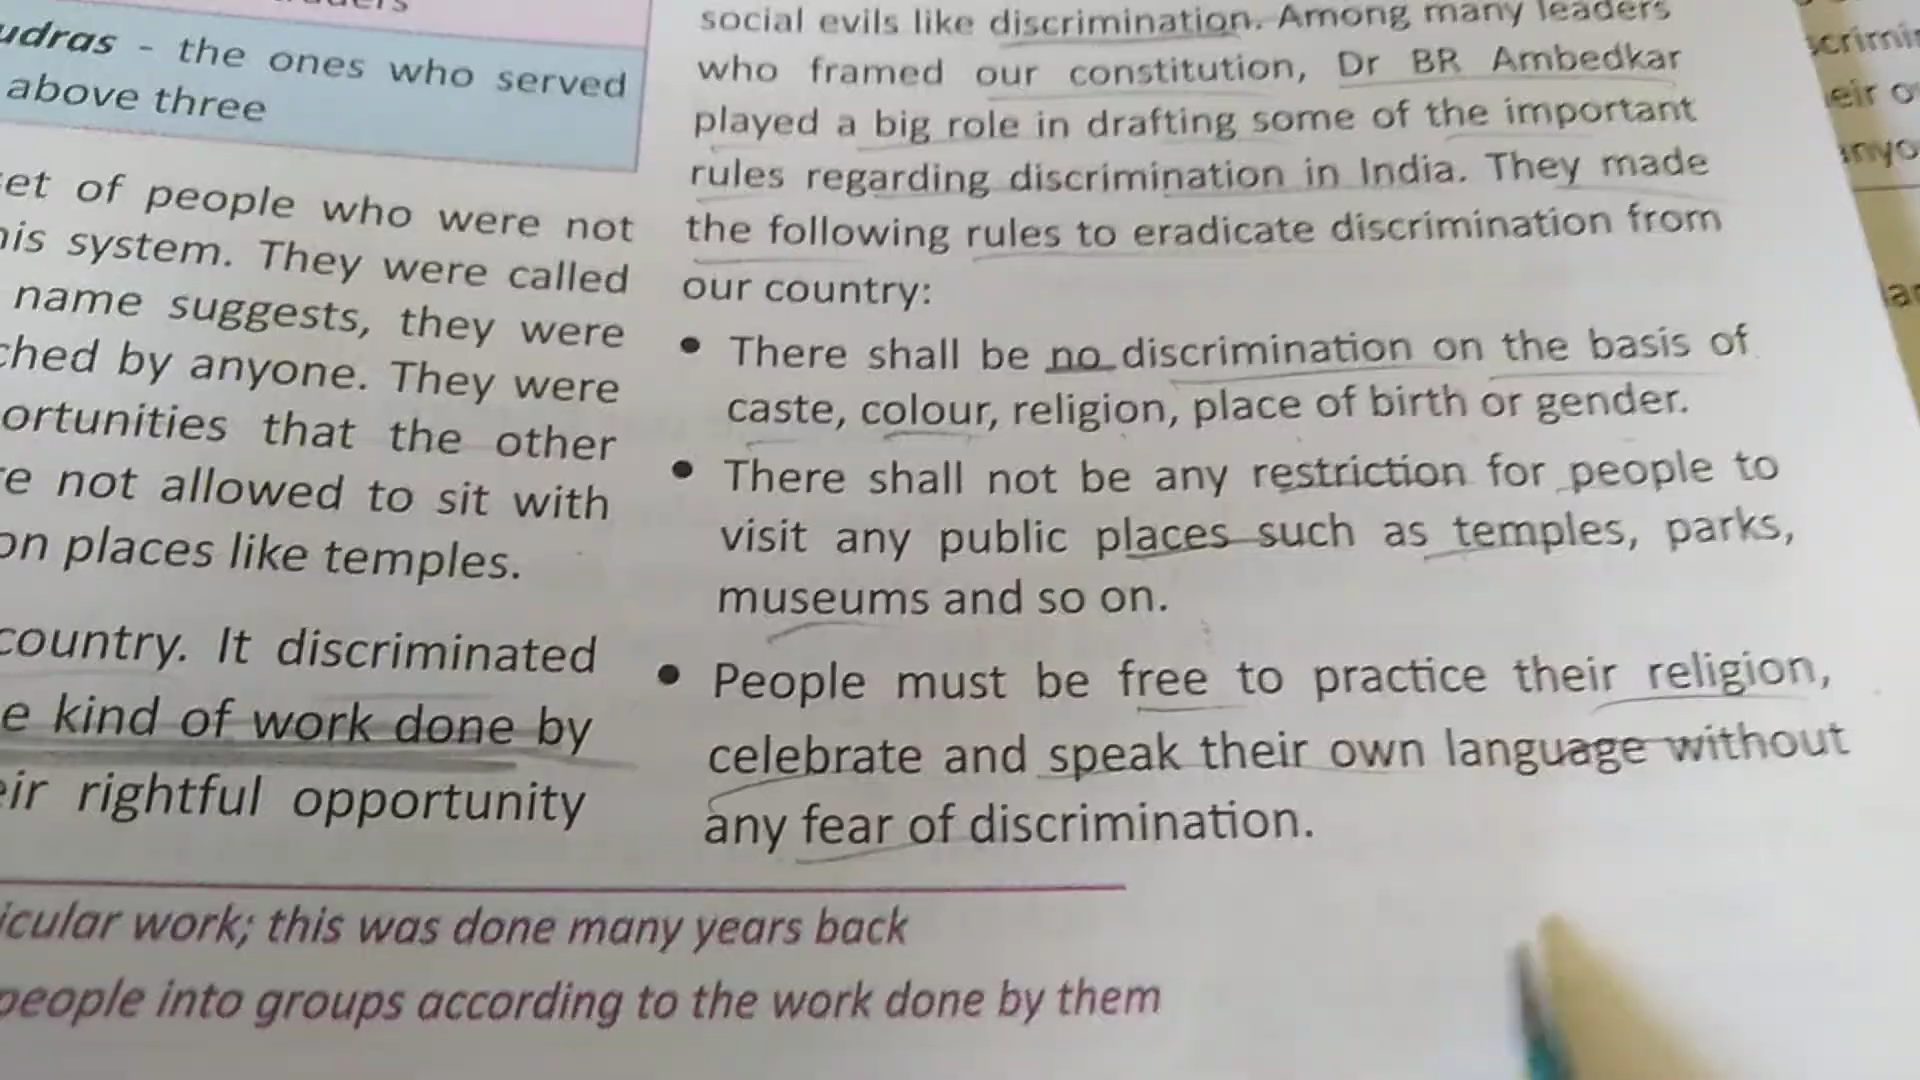 udras - the ones who served
above three
et of people who were not
his system. They were called
name suggests, they were
ched by anyone. They were
ortunities that the other
e not allowed to sit with
on places like temples.
country. It discriminated
e kind of work done by
eir rightful opportunity
social evils like discrimination. Among many leaders
who framed our constitution, Dr BR Ambedkar
played a big role in drafting some of the important
rules regarding discrimination in India. They made
the following rules to eradicate discrimination from
our country:
• There shall be no discrimination on the basis of
caste, colour, religion, place of birth or gender.
• There shall not be any restriction for people to
visit any public places such as temples, parks,
museums and so on.
• People must be free to practice their religion,
celebrate and speak their own language without
any fear of discrimination.
icular work; this was done many years back
people into groups according to the work done by them